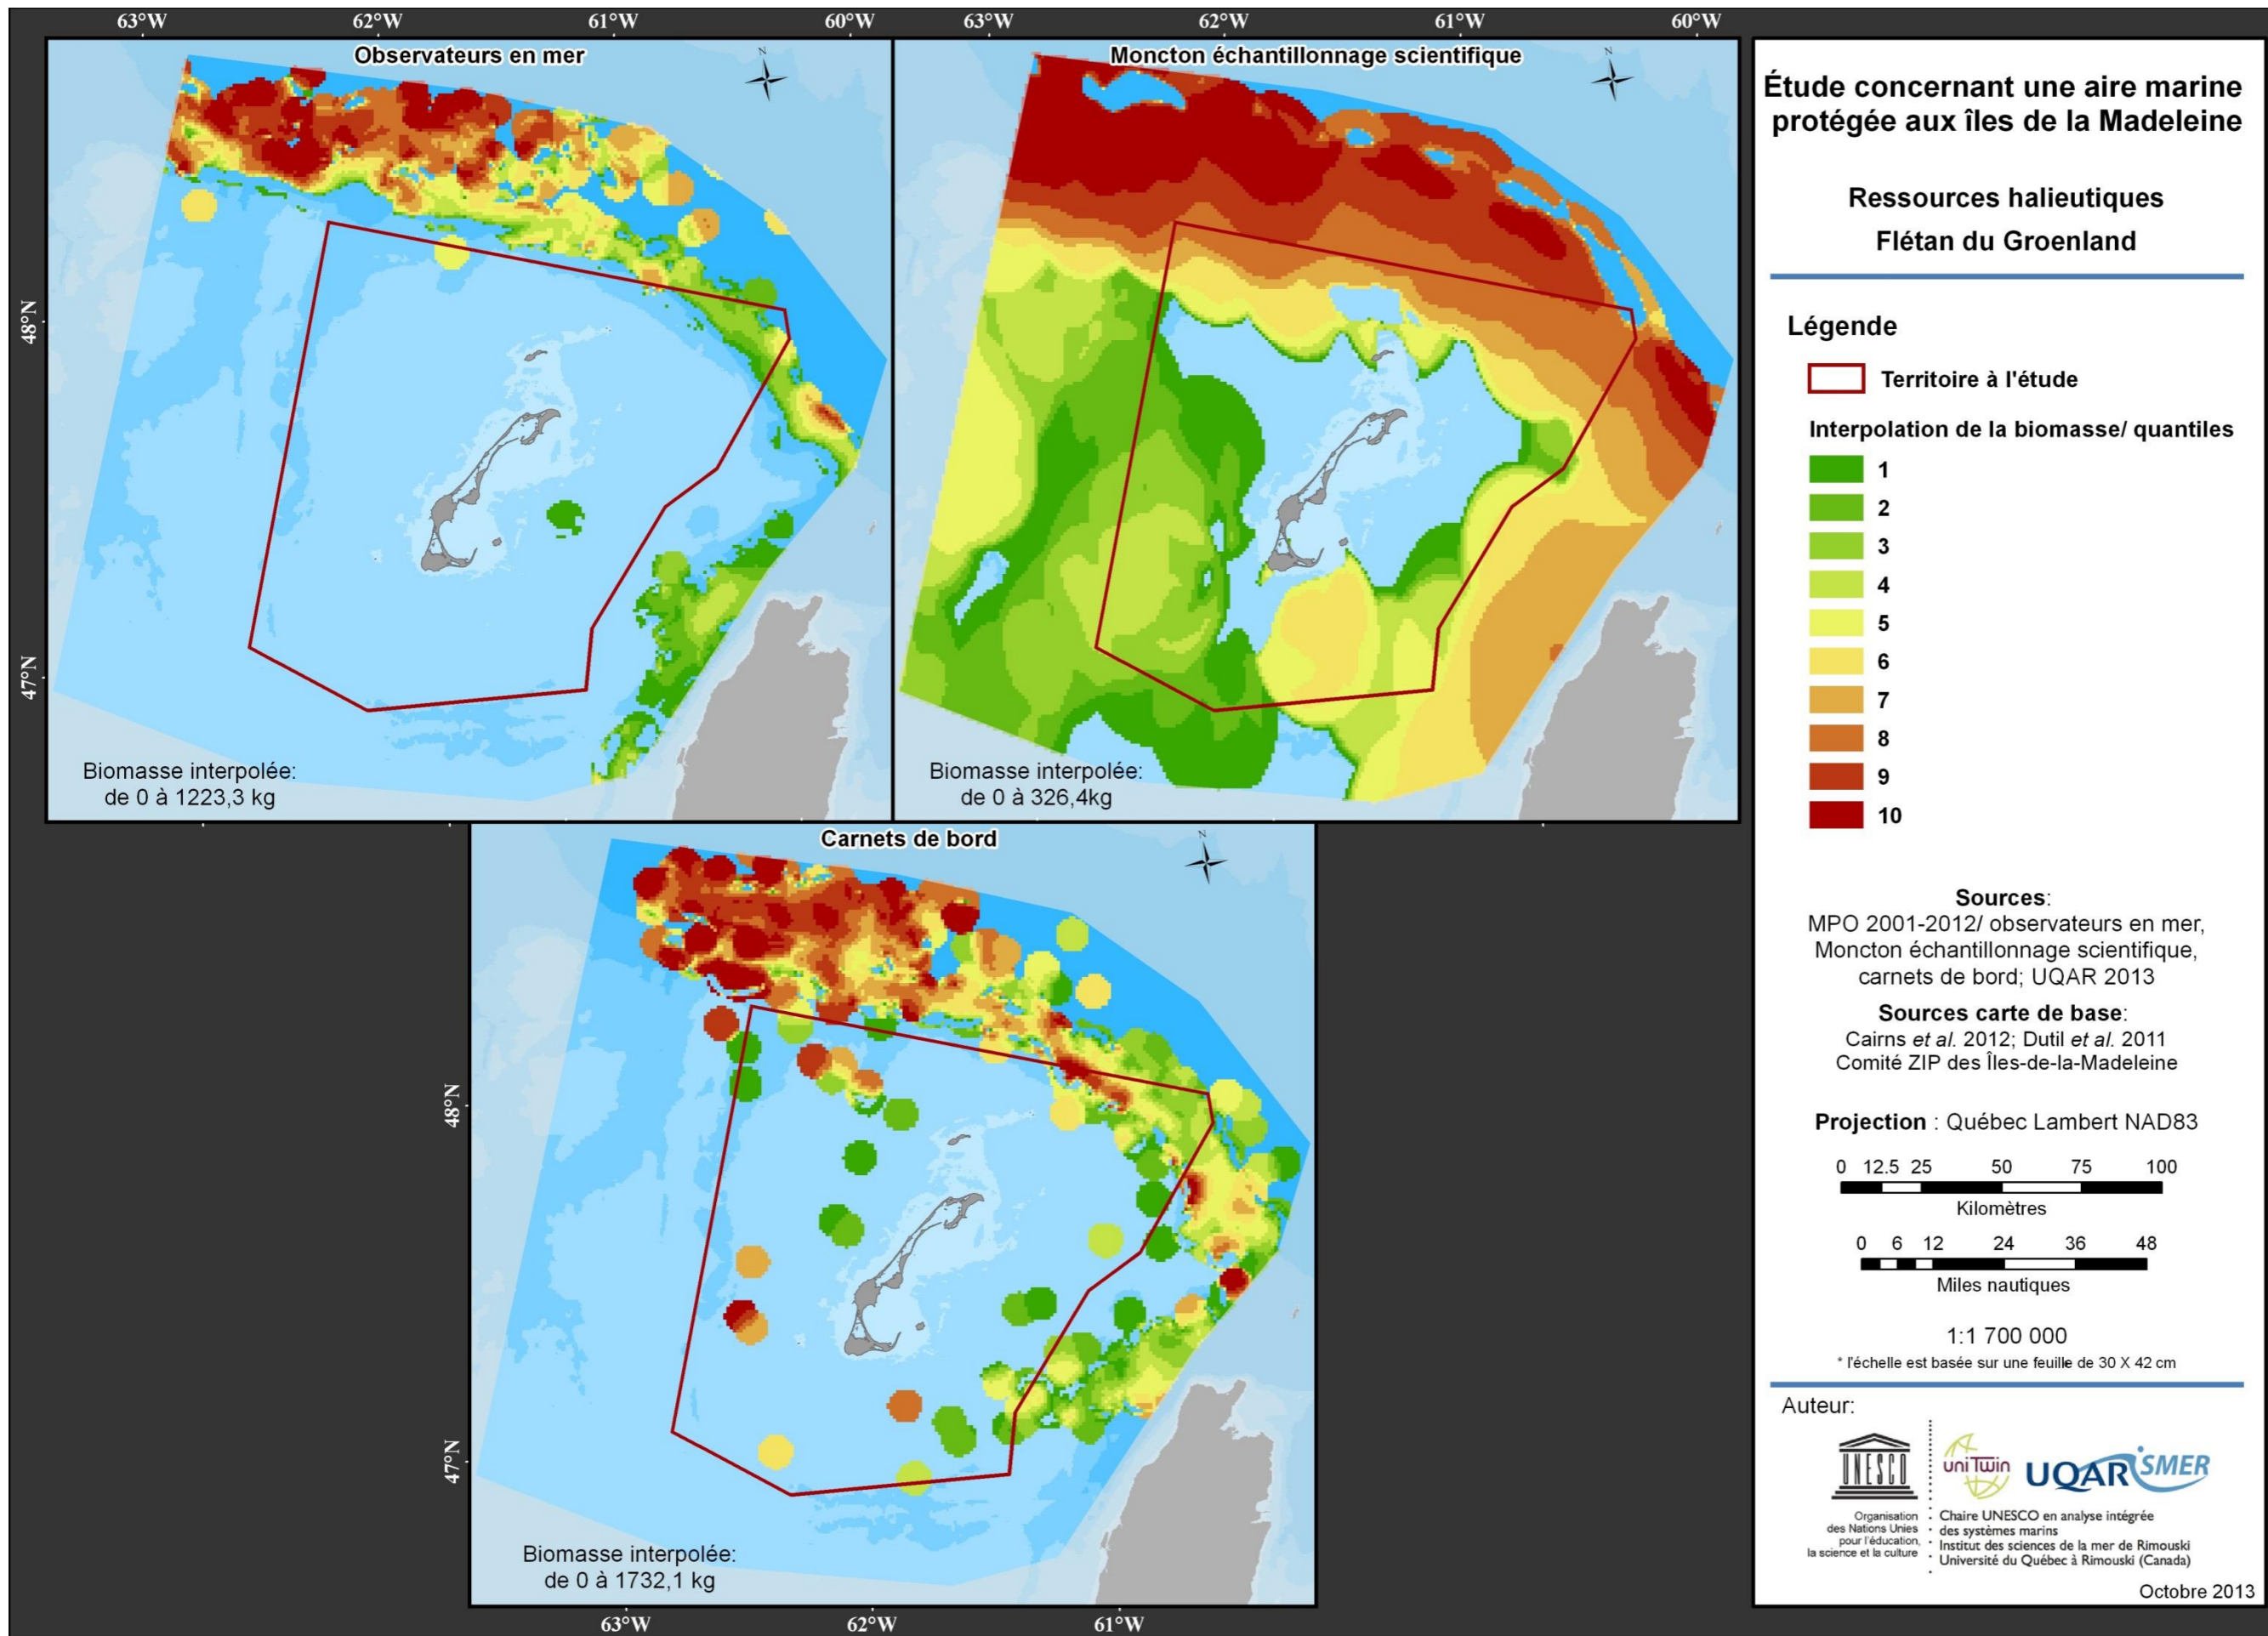 63°W 62°W 61°W 60°W 63°W 62°W 61°W 60°W
Observateurs en mer
N
48°N
47°N
Biomasse interpolée:
de 0 à 1223,3 kg
Moncton échantillonnage scientifique
N
Biomasse interpolée:
de 0 à 326,4kg
Carnets de bord
N
48°N
47°N
Biomasse interpolée:
de 0 à 1732,1 kg
63°W 62°W 61°W
Étude concernant une aire marine
protégée aux îles de la Madeleine
Ressources halieutiques
Flétan du Groenland
Légende
Territoire à l'étude
Interpolation de la biomasse/ quantiles
1
2
3
4
5
6
7
8
9
10
Sources:
MPO 2001-2012/ observateurs en mer,
Moncton échantillonnage scientifique,
carnets de bord; UQAR 2013
Sources carte de base:
Cairns et al. 2012; Dutil et al. 2011
Comité ZIP des Îles-de-la-Madeleine
Projection : Québec Lambert NAD83
0 12.5 25 50 75 100
Kilomètres
0 6 12 24 36 48
Miles nautiques
1:1 700 000
* l'échelle est basée sur une feuille de 30 X 42 cm
Auteur:
UNESCO
uniTwin
UQAR iSMER
Organisation
des Nations Unies
pour l'éducation,
la science et la culture
Chaire UNESCO en analyse intégrée
des systèmes marins
Institut des sciences de la mer de Rimouski
Université du Québec à Rimouski (Canada)
Octobre 2013